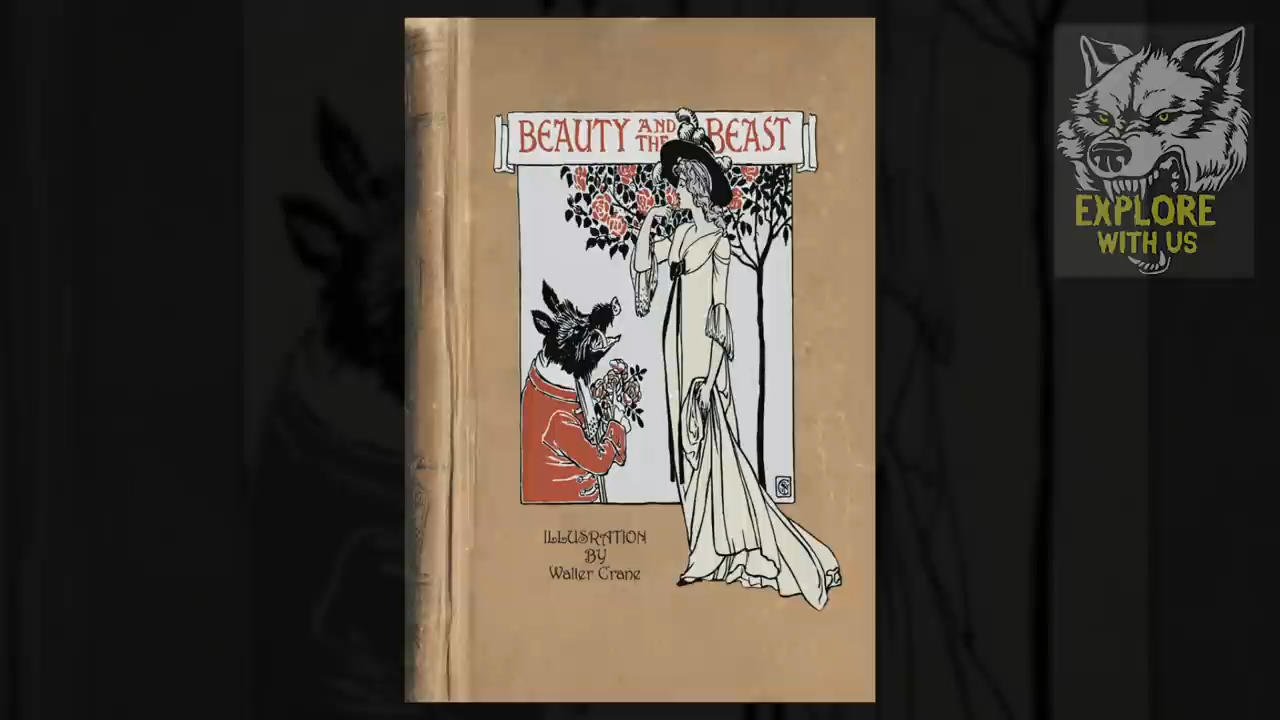 BEAUTY AND THE BEAST
ILLUSRATION
BY
Walter Crane
EXPLORE
WITH US